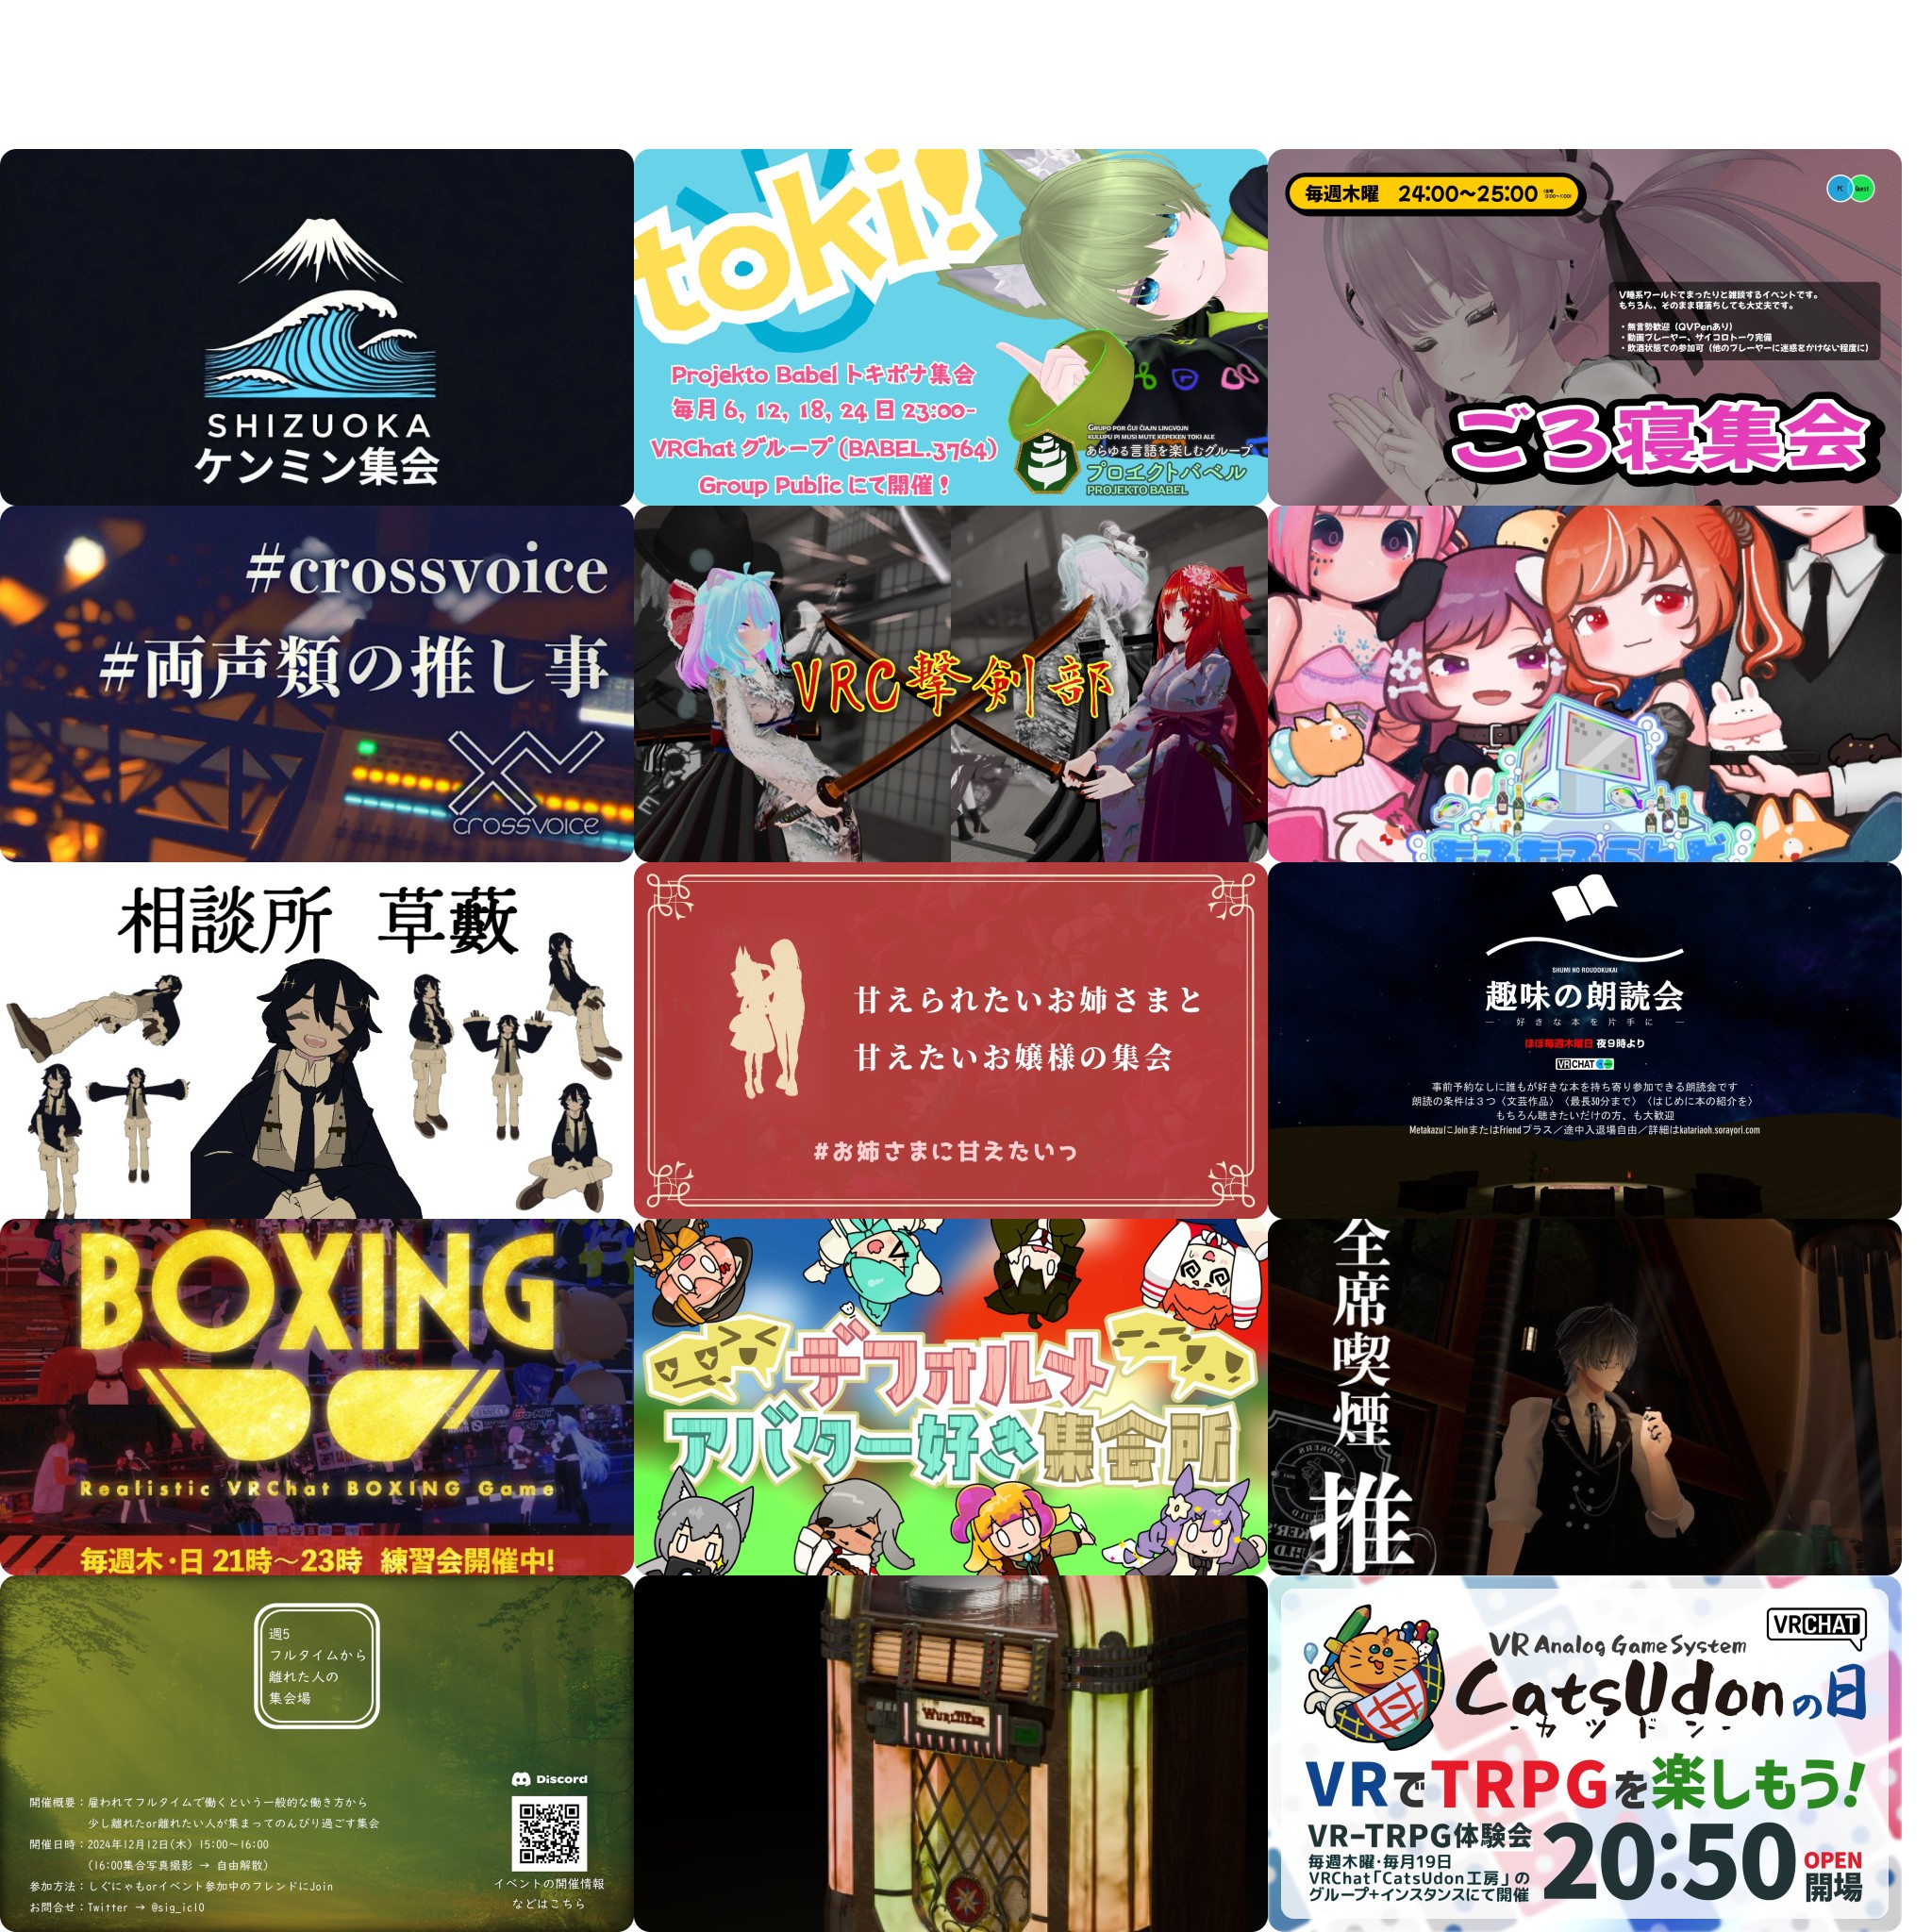 SHIZUOKA
ケンミン集会
toki!
Projekto Babel トキポナ集会
毎月 6, 12, 18, 24 日 23:00-
VRChat グループ (BABEL.3764)
Group Public にて開催！
GRUPO POR ĜUI ĈIAJN LINGVOJN
KULUPU PI MUSI MUTE KEPEKEN TOKI ALE
あらゆる言語を楽しむグループ
プロエクトバベル
PROJEKTO BABEL
毎週木曜 24:00〜25:00
PC Quest
V睡系ワールドでまったりと雑談するイベントです。
もちろん、そのまま寝落ちしても大丈夫です。
・無言勢歓迎（QVPenあり）
・動画プレーヤー、サイコロトーク完備
・飲酒状態での参加可（他のプレーヤーに迷惑をかけない程度に）
ごろ寝集会
#crossvoice
#両声類の推し事
crossvoice
VRC撃剣部
相談所 草藪
甘えられたいお姉さまと
甘えたいお嬢様の集会
#お姉さまに甘えたいっ
SHUMI NO ROUDOKUKAI
趣味の朗読会
― 好きな本を片手に ―
ほぼ毎週木曜日 夜9時より
VRCHAT
事前予約なしに誰もが好きな本を持ち寄り参加できる朗読会です
朗読の条件は３つ〈文芸作品〉〈最長30分まで〉〈はじめに本の紹介を〉
もちろん聴きたいだけの方、も大歓迎
MetakazuにJoinまたはFriendプラス／途中入退場自由／詳細はkatariaoh.sorayori.com
BOXING
Realistic VRChat BOXING Game
毎週木・日 21時〜23時 練習会開催中!
デフォルメ
アバター好き集会所
全席喫煙
推
週5
フルタイムから
離れた人の
集会場
Discord
開催概要：雇われてフルタイムで働くという一般的な働き方から
少し離れたor離れたい人が集まってのんびり過ごす集会
開催日時：2024年12月12日(木) 15:00〜16:00
(16:00集合写真撮影 → 自由解散)
参加方法：しぐにゃもorイベント参加中のフレンドにJoin
お問合せ：Twitter → @sig_ic10
イベントの開催情報
などはこちら
WURLITZER
VRCHAT
VR Analog Game System
CatsUdonの日
-カツドン-
VRでTRPGを楽しもう!
VR-TRPG体験会
毎週木曜・毎月19日
VRChat「CatsUdon工房」の
グループ+インスタンスにて開催
20:50
OPEN
開場